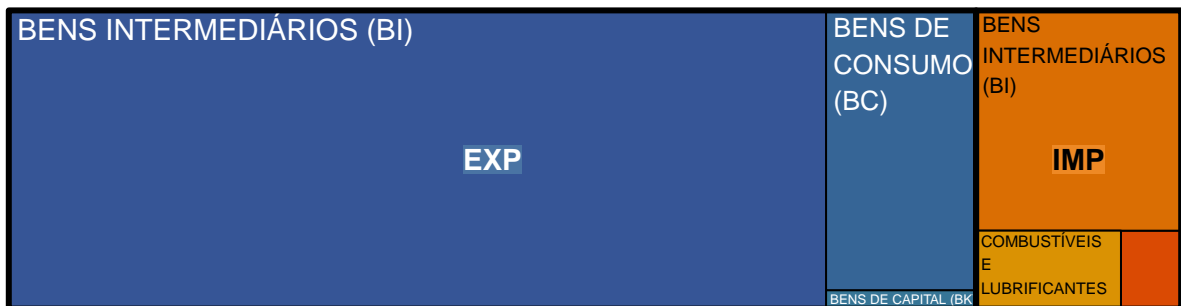 BENS INTERMEDIÁRIOS (BI)
EXP
BENS DE
CONSUMO
(BC)
BENS DE CAPITAL (BK
BENS
INTERMEDIÁRIOS
(BI)
IMP
COMBUSTÍVEIS
E
LUBRIFICANTES